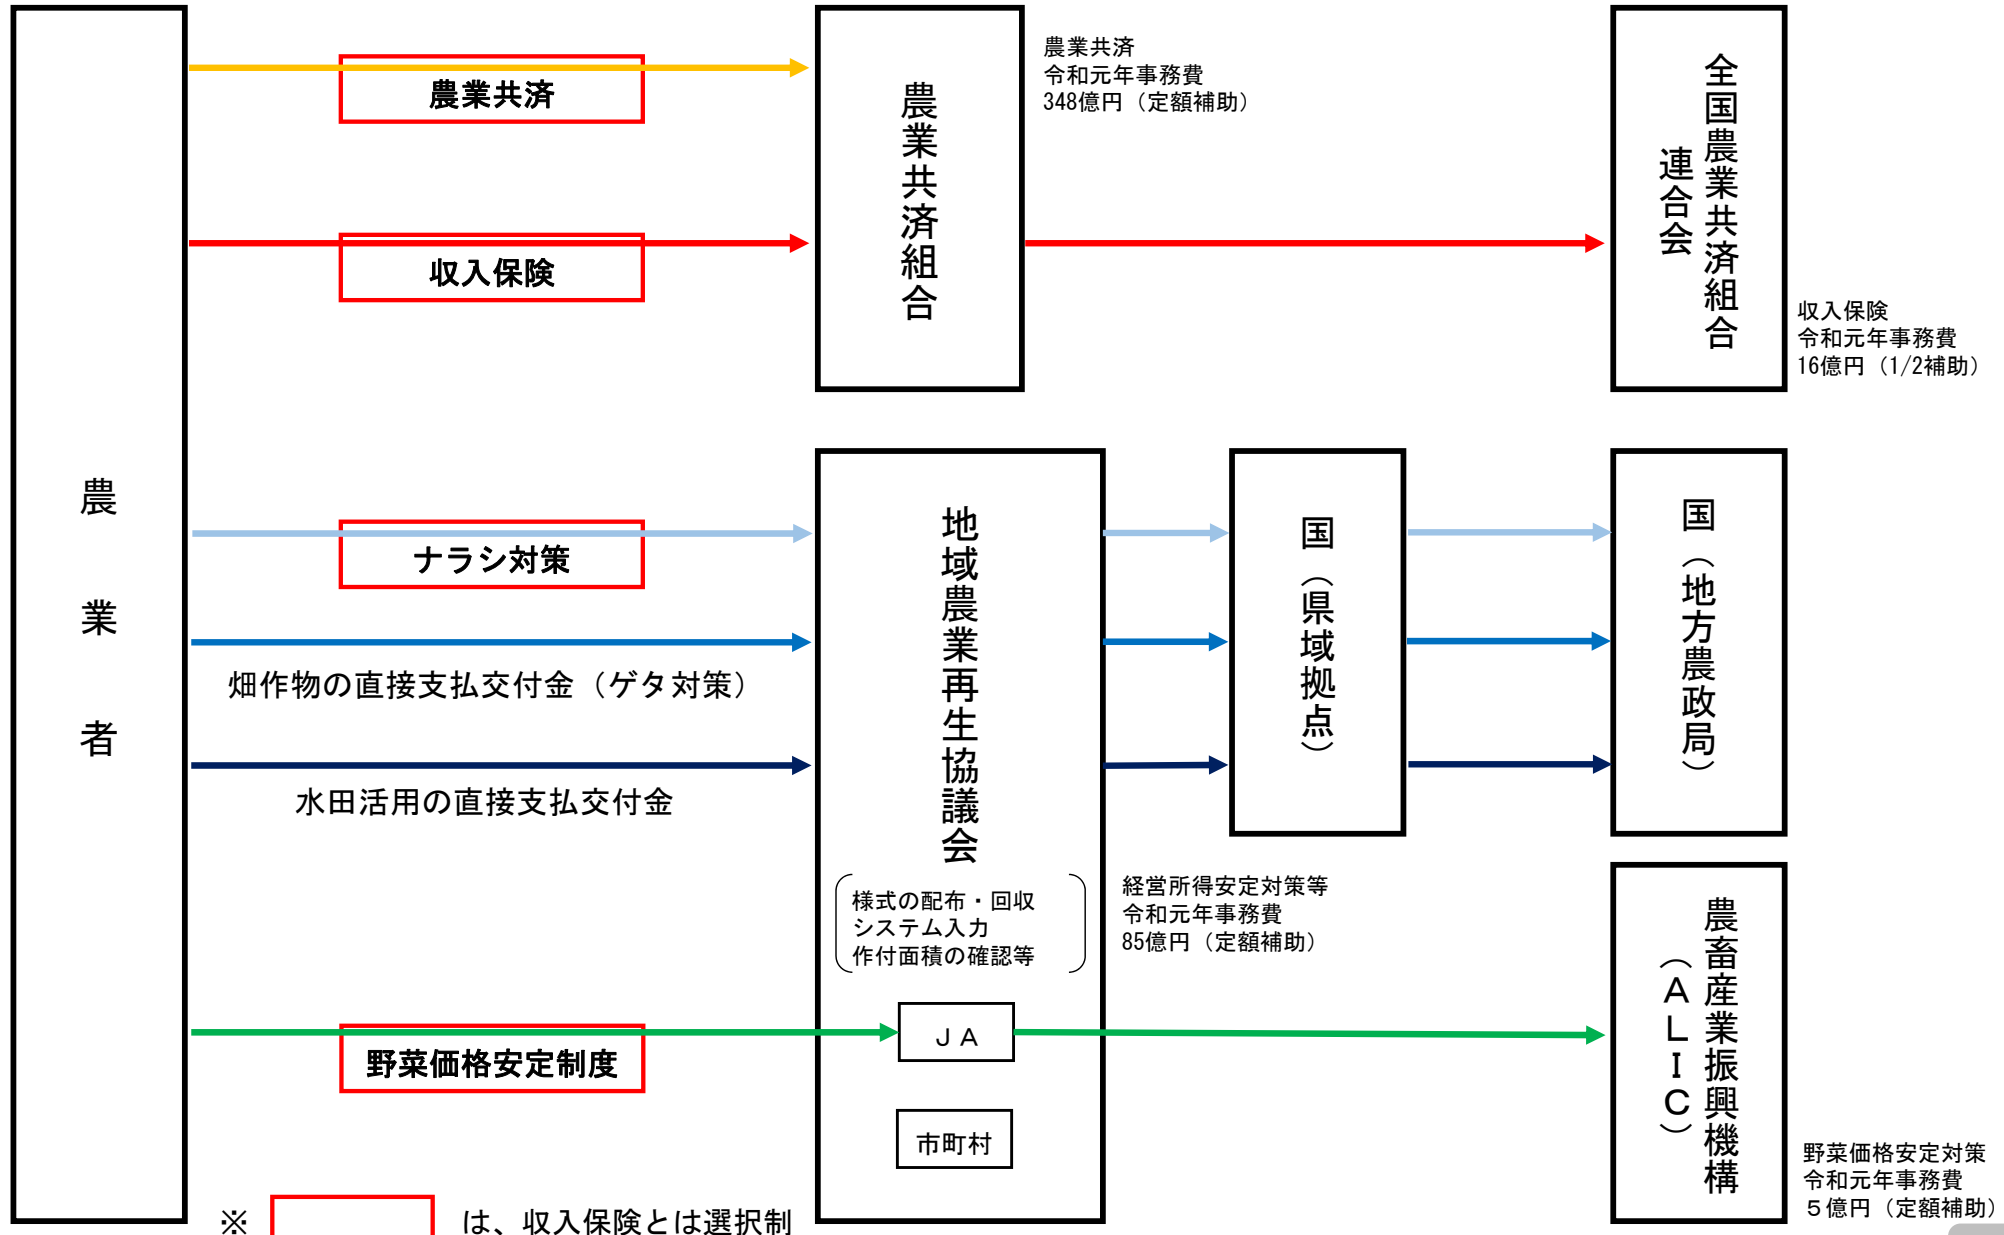 農業者
農業共済
収入保険
ナラシ対策
畑作物の直接支払交付金（ゲタ対策）
水田活用の直接支払交付金
野菜価格安定制度
※
は、収入保険とは選択制
農業共済組合
農業共済
令和元年事務費
348億円（定額補助）
全国農業共済組合
連合会
収入保険
令和元年事務費
16億円（1/2補助）
地域農業再生協議会
様式の配布・回収
システム入力
作付面積の確認等
ＪＡ
市町村
国（県域拠点）
国（地方農政局）
経営所得安定対策等
令和元年事務費
85億円（定額補助）
農畜産業振興機構
（ＡＬＩＣ）
野菜価格安定対策
令和元年事務費
５億円（定額補助）